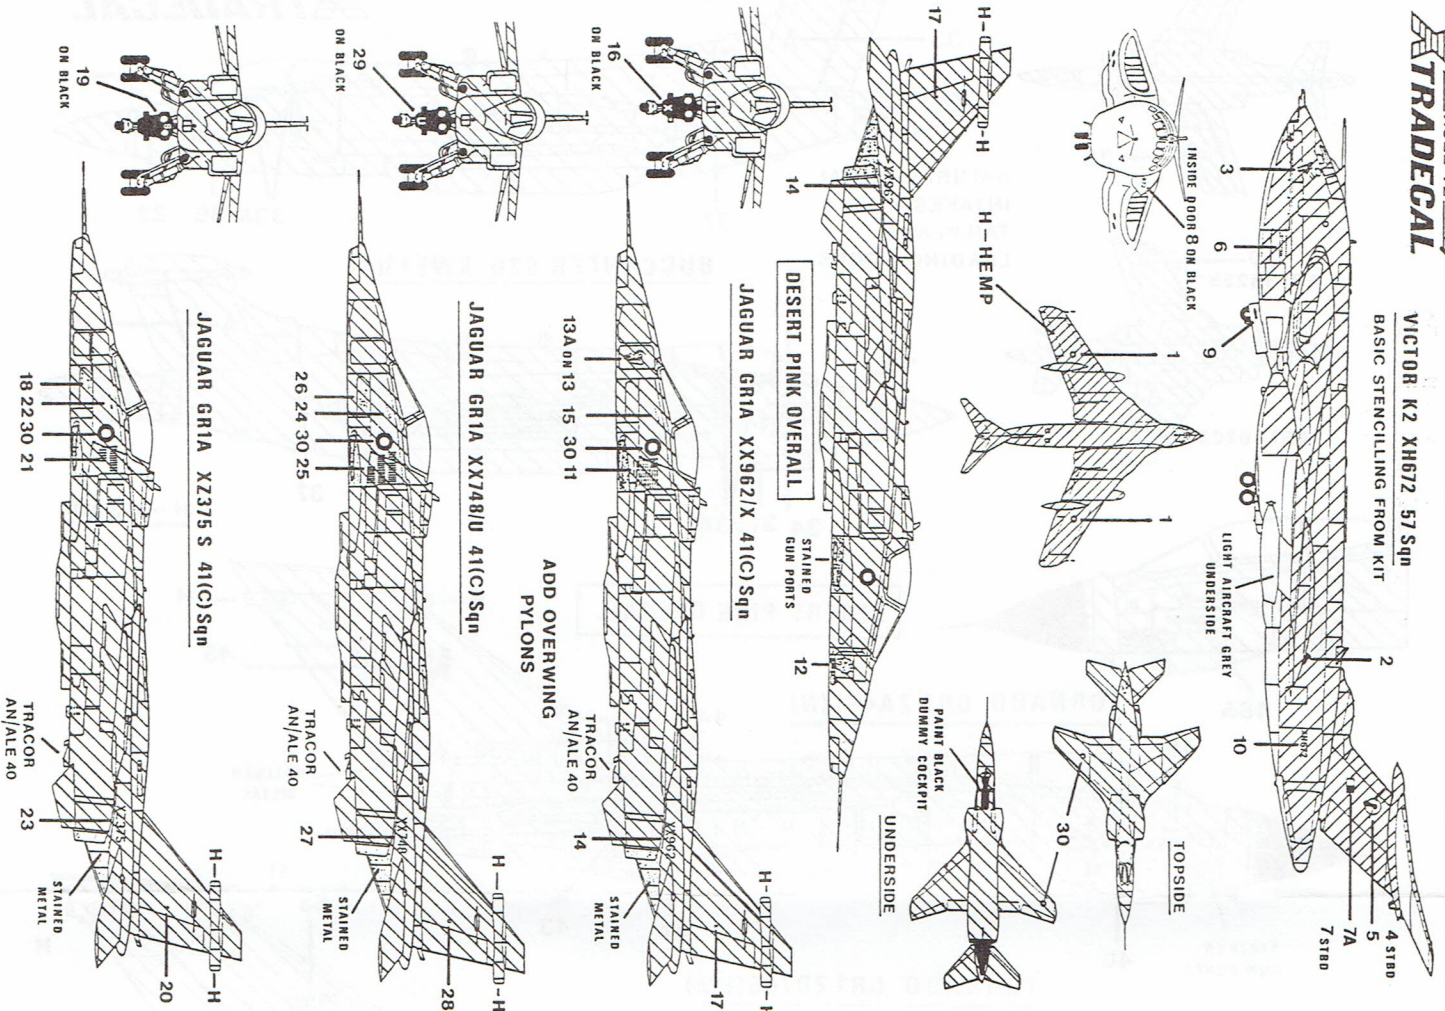 XTRADECAL
VICTOR K2 XH672 57 Sqn
BASIC STENCILLING FROM KIT
3
6
9
2
10
XH672
4 STBD
5
7A
7 STBD
LIGHT AIRCRAFT GREY
UNDERSIDE
INSIDE DOOR 8 ON BLACK
H-HEMP
1
1
TOPSIDE
30
UNDERSIDE
PAINT BLACK
DUMMY COCKPIT
DESERT PINK OVERALL
H-
-H
17
14
XX962
STAINED
GUN PORTS
12
JAGUAR GR1A XX962/X 41(C) Sqn
16
ON BLACK
13A ON 13
15 30 11
ADD OVERWING
PYLONS
TRACOR
AN/ALE 40
14
XX962
STAINED
METAL
H-
-H
17
JAGUAR GR1A XX748/U 41(C) Sqn
29
ON BLACK
26 24 30 25
TRACOR
AN/ALE 40
27
XX748
STAINED
METAL
H-
-H
28
JAGUAR GR1A XZ375 S 41(C) Sqn
19
ON BLACK
18 22 30 21
TRACOR
AN/ALE 40
23
XZ375
STAINED
METAL
H-
-H
20